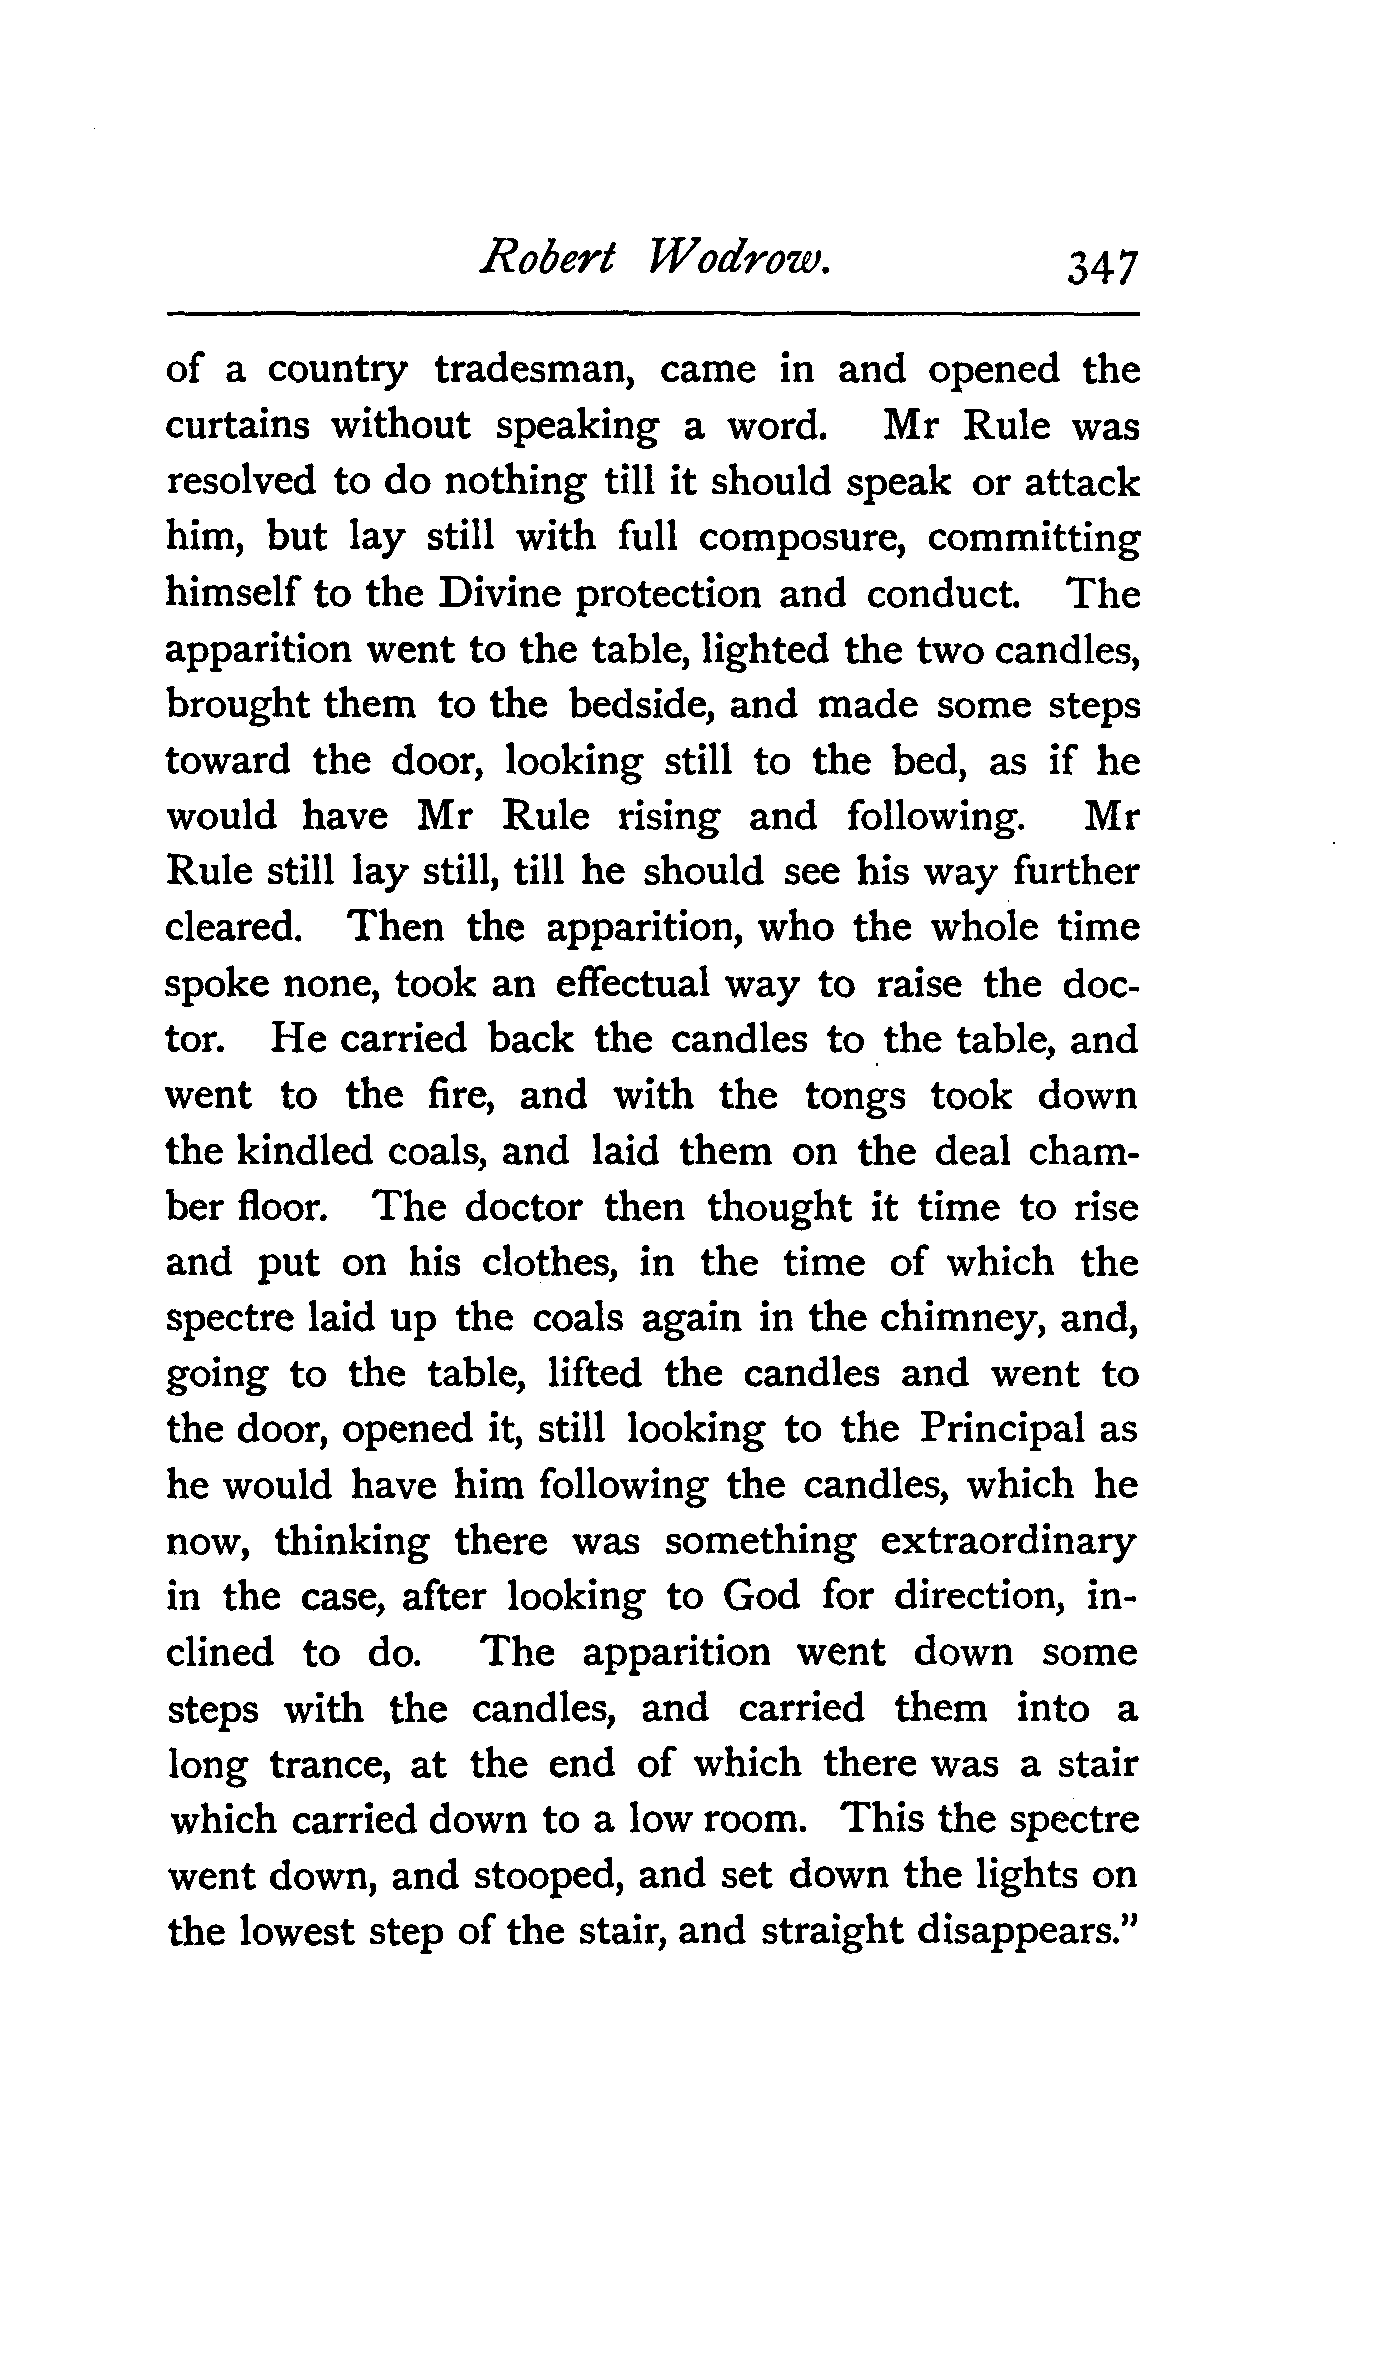 Robert Wodrow. 347
of a country tradesman, came in and opened the
curtains without speaking a word. Mr Rule was
resolved to do nothing till it should speak or attack
him, but lay still with full composure, committing
himself to the Divine protection and conduct. The
apparition went to the table, lighted the two candles,
brought them to the bedside, and made some steps
toward the door, looking still to the bed, as if he
would have Mr Rule rising and following. Mr
Rule still lay still, till he should see his way further
cleared. Then the apparition, who the whole time
spoke none, took an effectual way to raise the doc-
tor. He carried back the candles to the table, and
went to the fire, and with the tongs took down
the kindled coals, and laid them on the deal cham-
ber floor. The doctor then thought it time to rise
and put on his clothes, in the time of which the
spectre laid up the coals again in the chimney, and,
going to the table, lifted the candles and went to
the door, opened it, still looking to the Principal as
he would have him following the candles, which he
now, thinking there was something extraordinary
in the case, after looking to God for direction, in-
clined to do. The apparition went down some
steps with the candles, and carried them into a
long trance, at the end of which there was a stair
which carried down to a low room. This the spectre
went down, and stooped, and set down the lights on
the lowest step of the stair, and straight disappears."